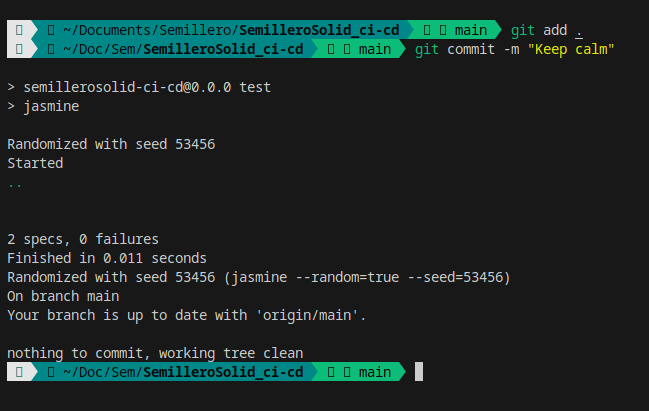 ~/Documents/Semillero/SemilleroSolid_ci-cd main git add .
~/Doc/Sem/SemilleroSolid_ci-cd main git commit -m "Keep calm"
> semillerosolid-ci-cd@0.0.0 test
> jasmine
Randomized with seed 53456
Started
..
2 specs, 0 failures
Finished in 0.011 seconds
Randomized with seed 53456 (jasmine --random=true --seed=53456)
On branch main
Your branch is up to date with 'origin/main'.
nothing to commit, working tree clean
~/Doc/Sem/SemilleroSolid_ci-cd main